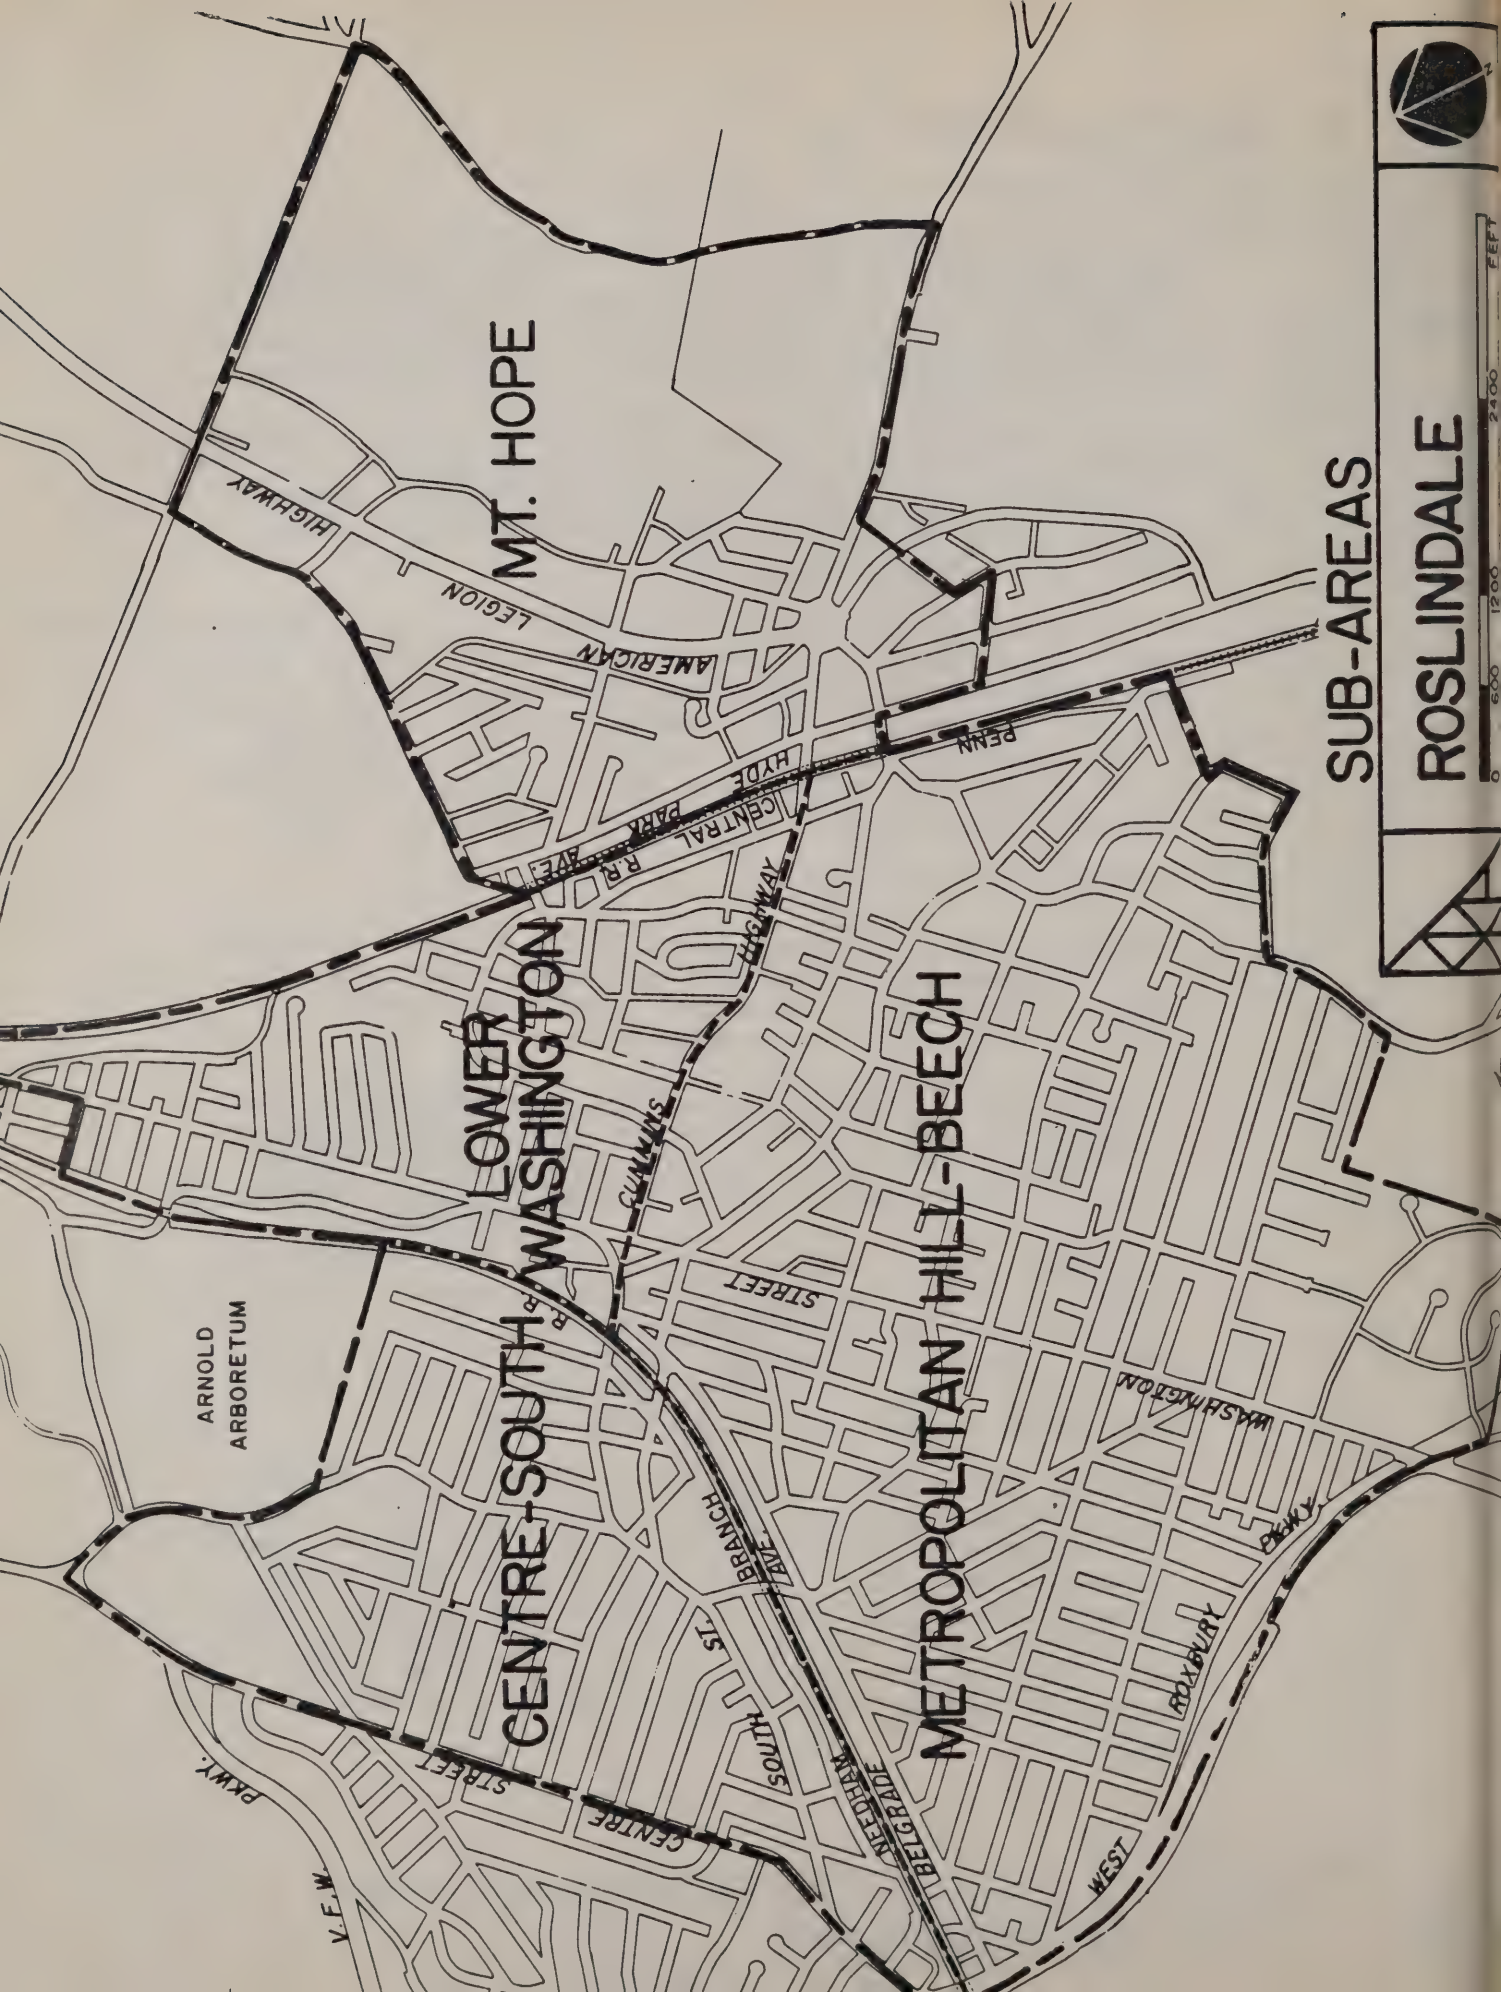 MT. HOPE
LOWER
WASHINGTON
CENTRE-SOUTH
METROPOLITAN HILL-BEECH
ARNOLD
ARBORETUM
AMERICAN LEGION HIGHWAY
HYDE PARK AVE.
PENN CENTRAL R.R.
CUMMINS HIGHWAY
WASHINGTON STREET
NEEDHAM BRANCH R.R.
BELGRADE AVE.
SOUTH ST.
CENTRE STREET
V.F.W. PKWY.
WEST ROXBURY PKWY.
SUB-AREAS
ROSLINDALE
0 600 1200 2400 FEET
N